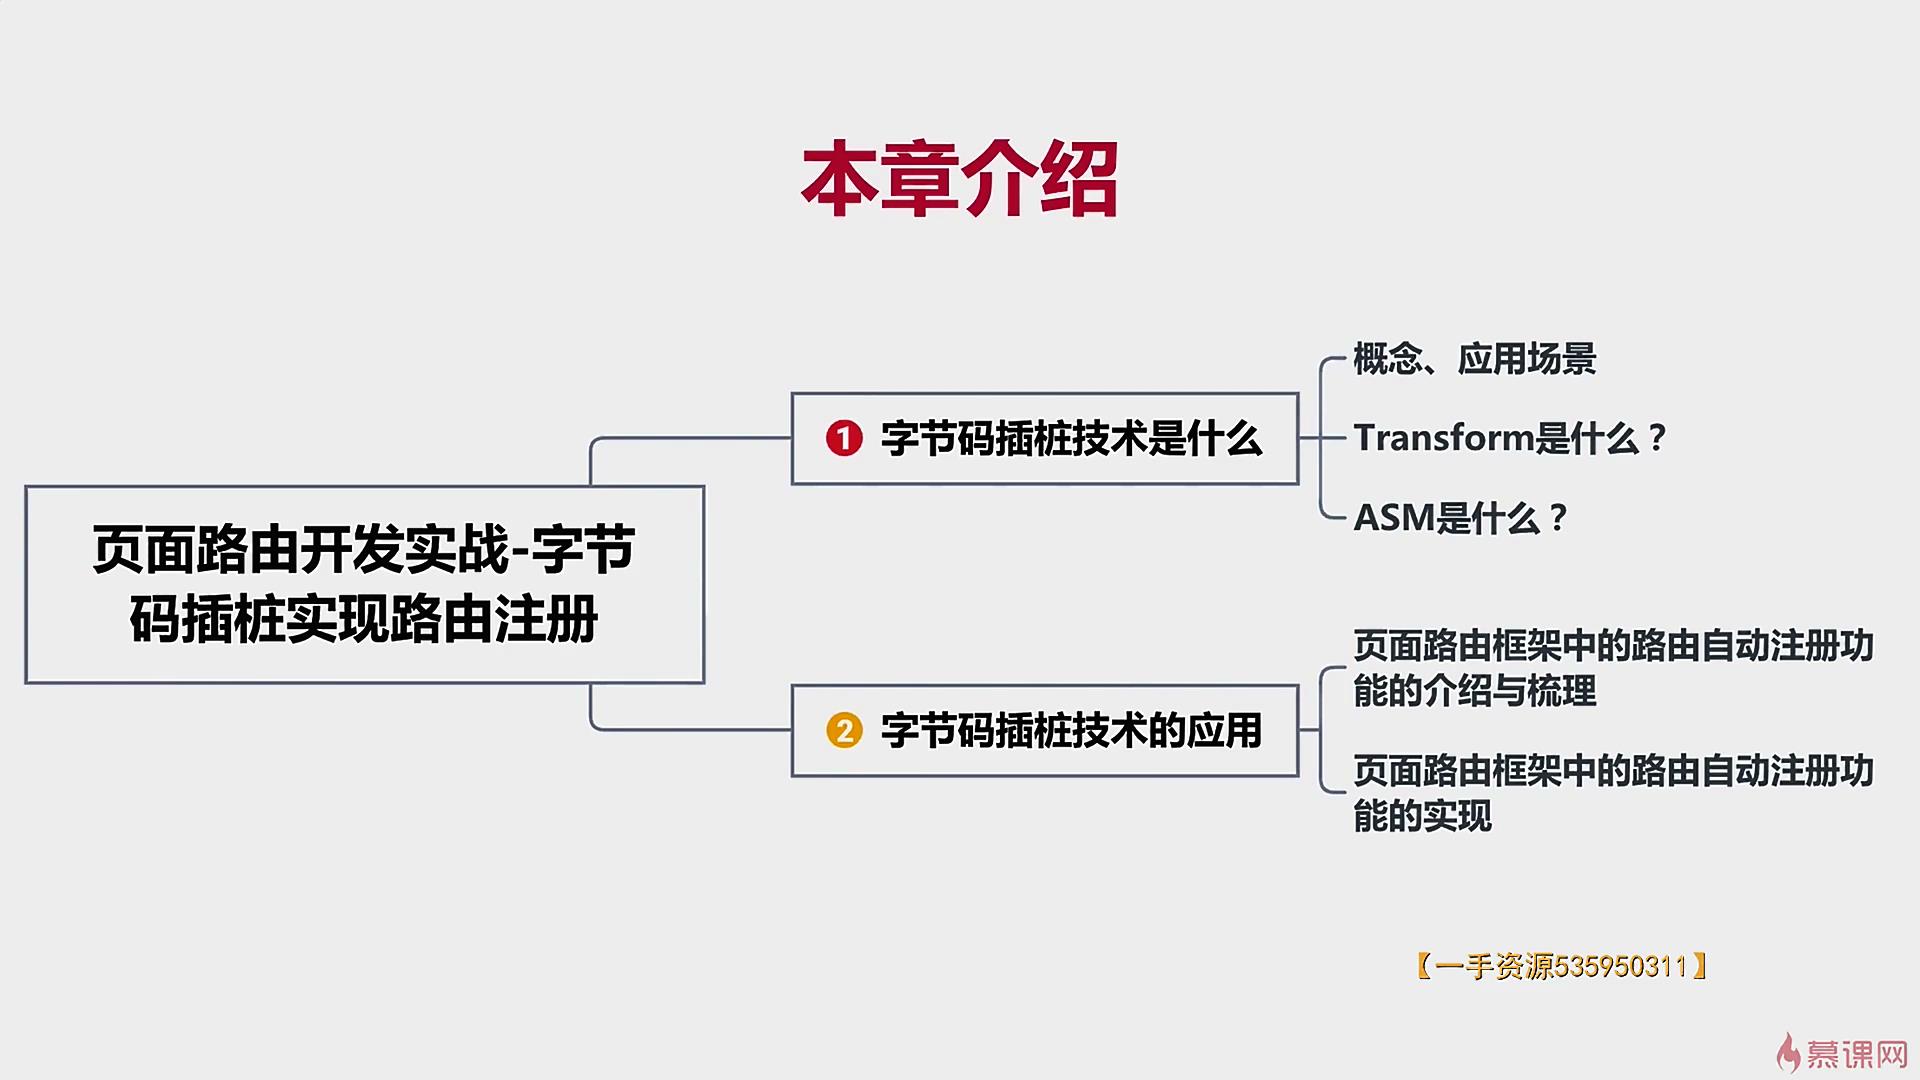 本章介绍
页面路由开发实战-字节
码插桩实现路由注册
1 字节码插桩技术是什么
概念、应用场景
Transform是什么？
ASM是什么？
2 字节码插桩技术的应用
页面路由框架中的路由自动注册功
能的介绍与梳理
页面路由框架中的路由自动注册功
能的实现
【一手资源535950311】
慕课网